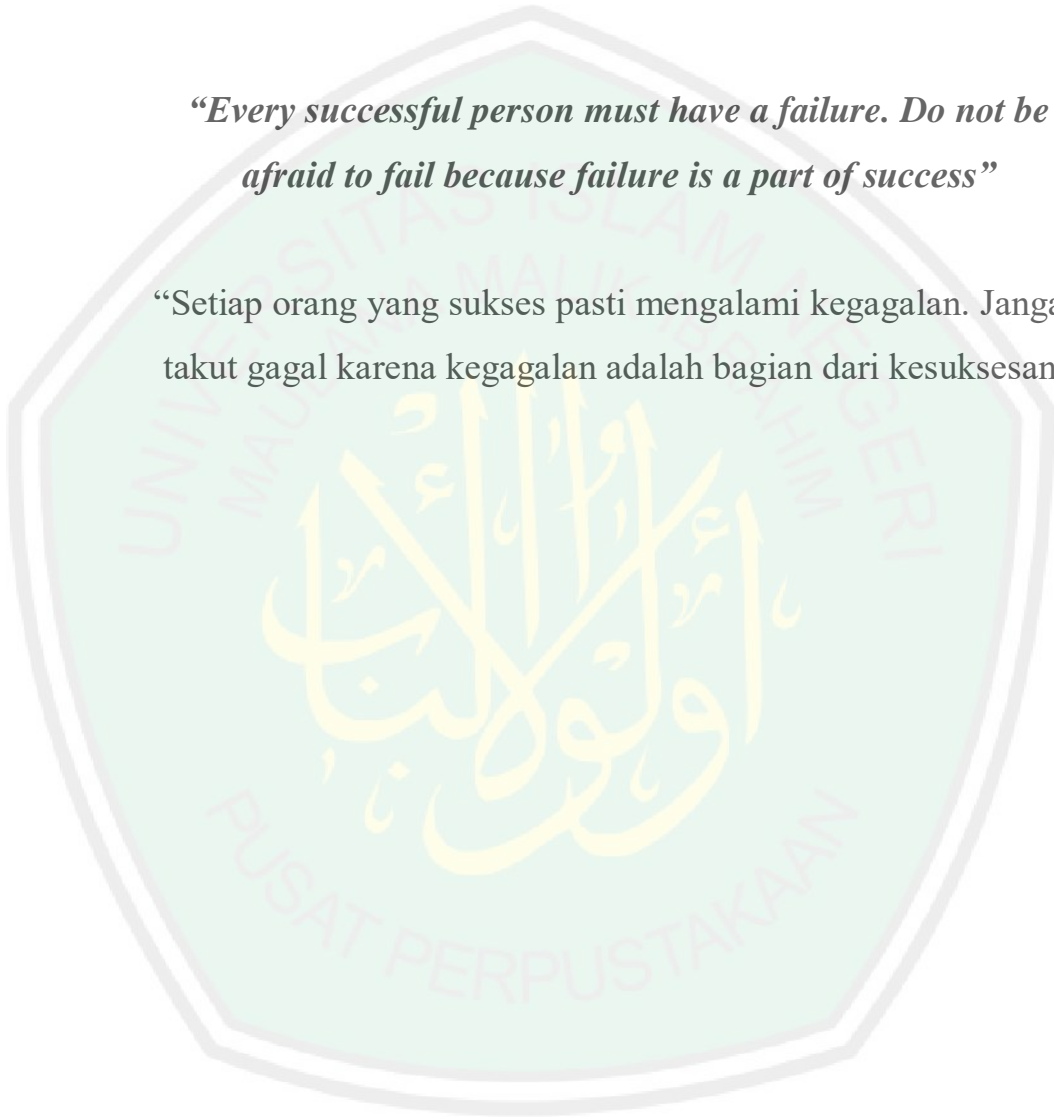 “Every successful person must have a failure. Do not be
afraid to fail because failure is a part of success”
“Setiap orang yang sukses pasti mengalami kegagalan. Janga
takut gagal karena kegagalan adalah bagian dari kesuksesan
UNIVERSITAS ISLAM NEGERI
MAULANA MALIK IBRAHIM
أولوا الألباب
PUSAT PERPUSTAKAAN